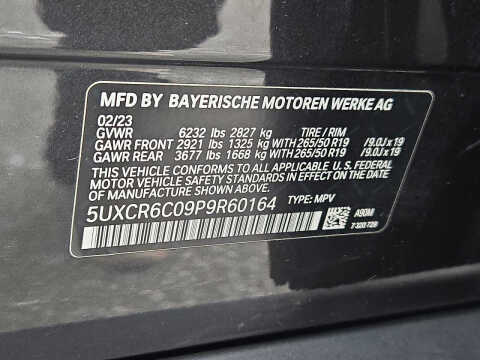 MFD BY BAYERISCHE MOTOREN WERKE AG
02/23
GVWR 6232 lbs 2827 kg TIRE / RIM
GAWR FRONT 2921 lbs 1325 kg WITH 265/50 R19 /9.0J x 19
GAWR REAR 3677 lbs 1668 kg WITH 265/50 R19 /9.0J x 19
THIS VEHICLE CONFORMS TO ALL APPLICABLE U. S. FEDERAL
MOTOR VEHICLE SAFETY STANDARDS IN EFFECT ON THE DATE
OF MANUFACTURE SHOWN ABOVE.
5UXCR6C09P9R60164 TYPE: MPV
A90M
7320728